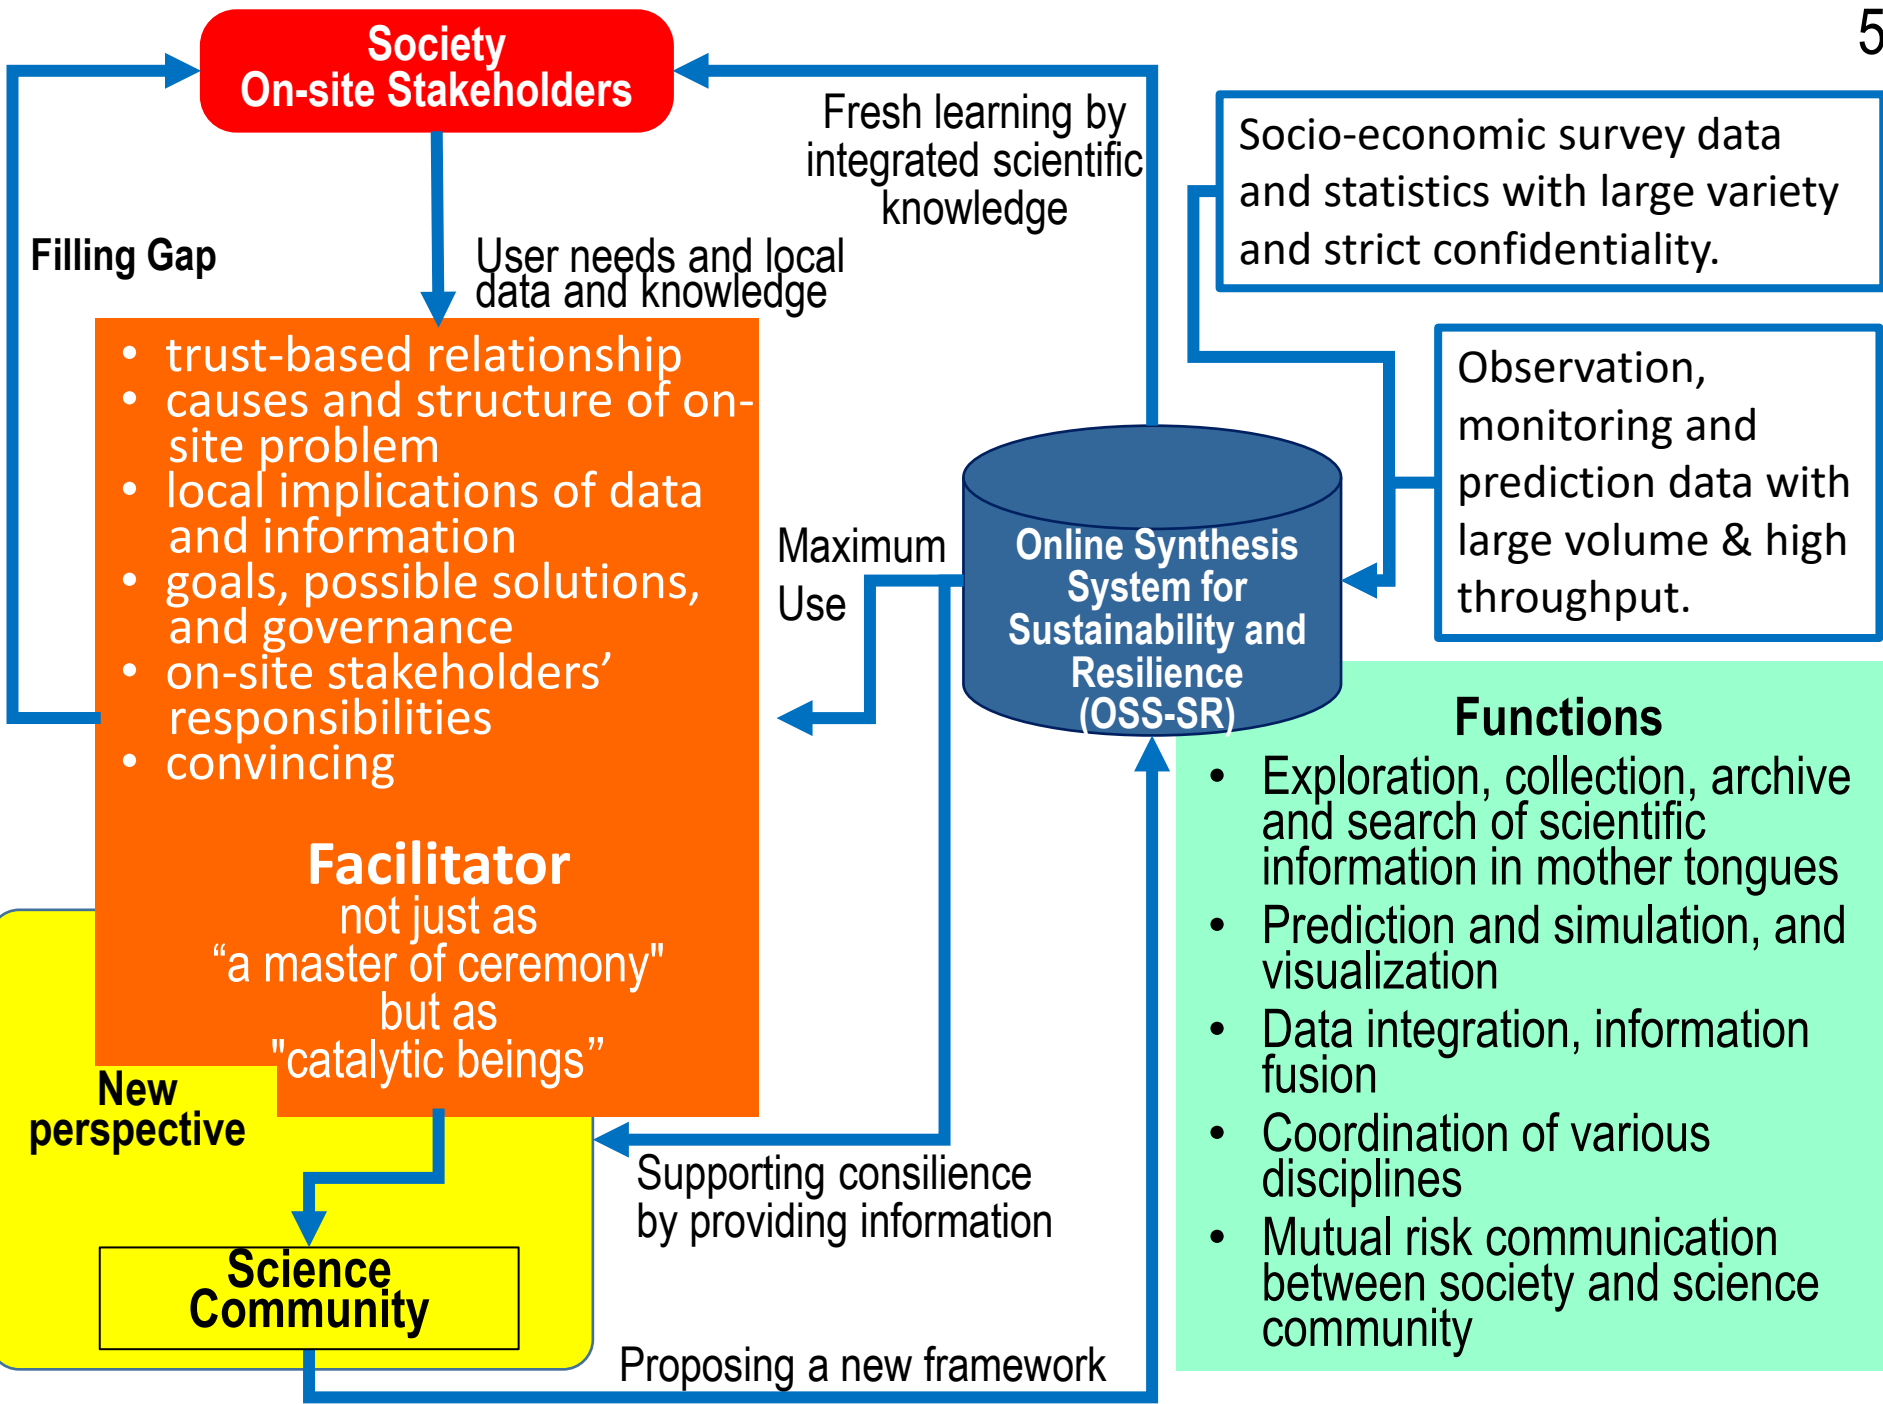 5
Society
On-site Stakeholders
Fresh learning by
integrated scientific
knowledge
Socio-economic survey data
and statistics with large variety
and strict confidentiality.
Filling Gap
User needs and local
data and knowledge
• trust-based relationship
• causes and structure of on-
site problem
• local implications of data
and information
• goals, possible solutions,
and governance
• on-site stakeholders’
responsibilities
• convincing
Facilitator
not just as
“a master of ceremony"
but as
"catalytic beings”
Observation,
monitoring and
prediction data with
large volume & high
throughput.
Maximum
Use
Online Synthesis
System for
Sustainability and
Resilience
(OSS-SR)
Functions
• Exploration, collection, archive
and search of scientific
information in mother tongues
• Prediction and simulation, and
visualization
• Data integration, information
fusion
• Coordination of various
disciplines
• Mutual risk communication
between society and science
community
New
perspective
Supporting consilience
by providing information
Science
Community
Proposing a new framework